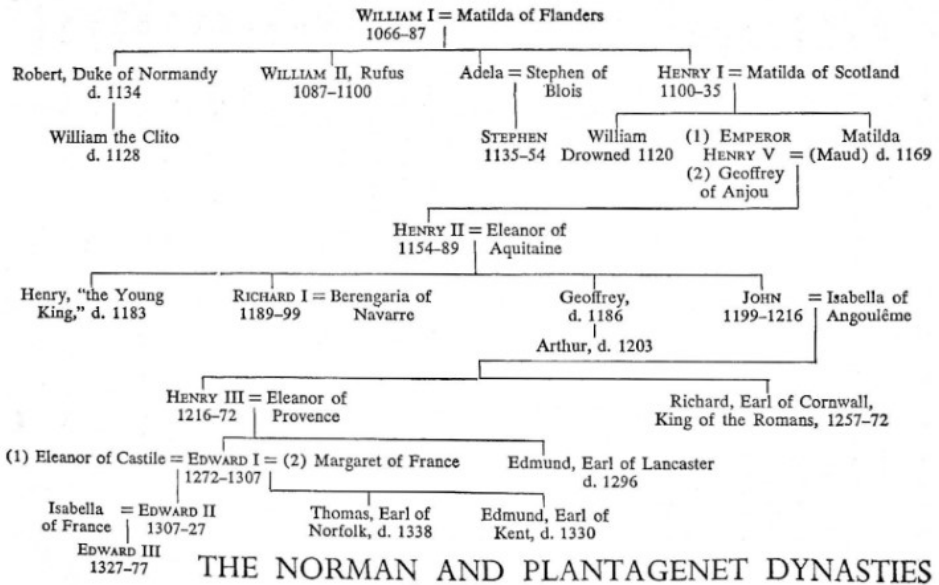 WILLIAM I = Matilda of Flanders
1066–87
Robert, Duke of Normandy
d. 1134
WILLIAM II, Rufus
1087–1100
Adela = Stephen of
Blois
HENRY I = Matilda of Scotland
1100–35
William the Clito
d. 1128
STEPHEN
1135–54
William
Drowned 1120
(1) EMPEROR
HENRY V
(2) Geoffrey
of Anjou
= Matilda
(Maud) d. 1169
HENRY II = Eleanor of
1154–89 Aquitaine
Henry, "the Young
King," d. 1183
RICHARD I = Berengaria of
1189–99 Navarre
Geoffrey,
d. 1186
Arthur, d. 1203
JOHN = Isabella of
1199–1216 Angoulême
HENRY III = Eleanor of
1216–72 Provence
Richard, Earl of Cornwall,
King of the Romans, 1257–72
(1) Eleanor of Castile = EDWARD I = (2) Margaret of France
1272–1307
Edmund, Earl of Lancaster
d. 1296
Isabella = EDWARD II
of France 1307–27
Thomas, Earl of
Norfolk, d. 1338
Edmund, Earl of
Kent, d. 1330
EDWARD III
1327–77
THE NORMAN AND PLANTAGENET DYNASTIES